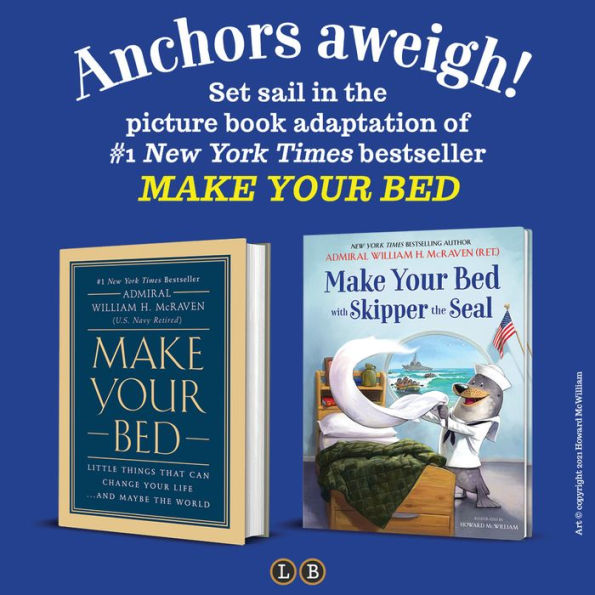 Anchors aweigh!
Set sail in the
picture book adaptation of
#1 New York Times bestseller
MAKE YOUR BED
#1 New York Times Bestseller
ADMIRAL
WILLIAM H. McRAVEN
(U.S. Navy Retired)
MAKE
YOUR
BED
LITTLE THINGS THAT CAN
CHANGE YOUR LIFE
...AND MAYBE THE WORLD
NEW YORK TIMES BESTSELLING AUTHOR
ADMIRAL WILLIAM H. McRAVEN (RET.)
Make Your Bed
with Skipper the Seal
ILLUSTRATED BY
HOWARD McWILLIAM
Art © copyright 2021 Howard McWilliam
L B